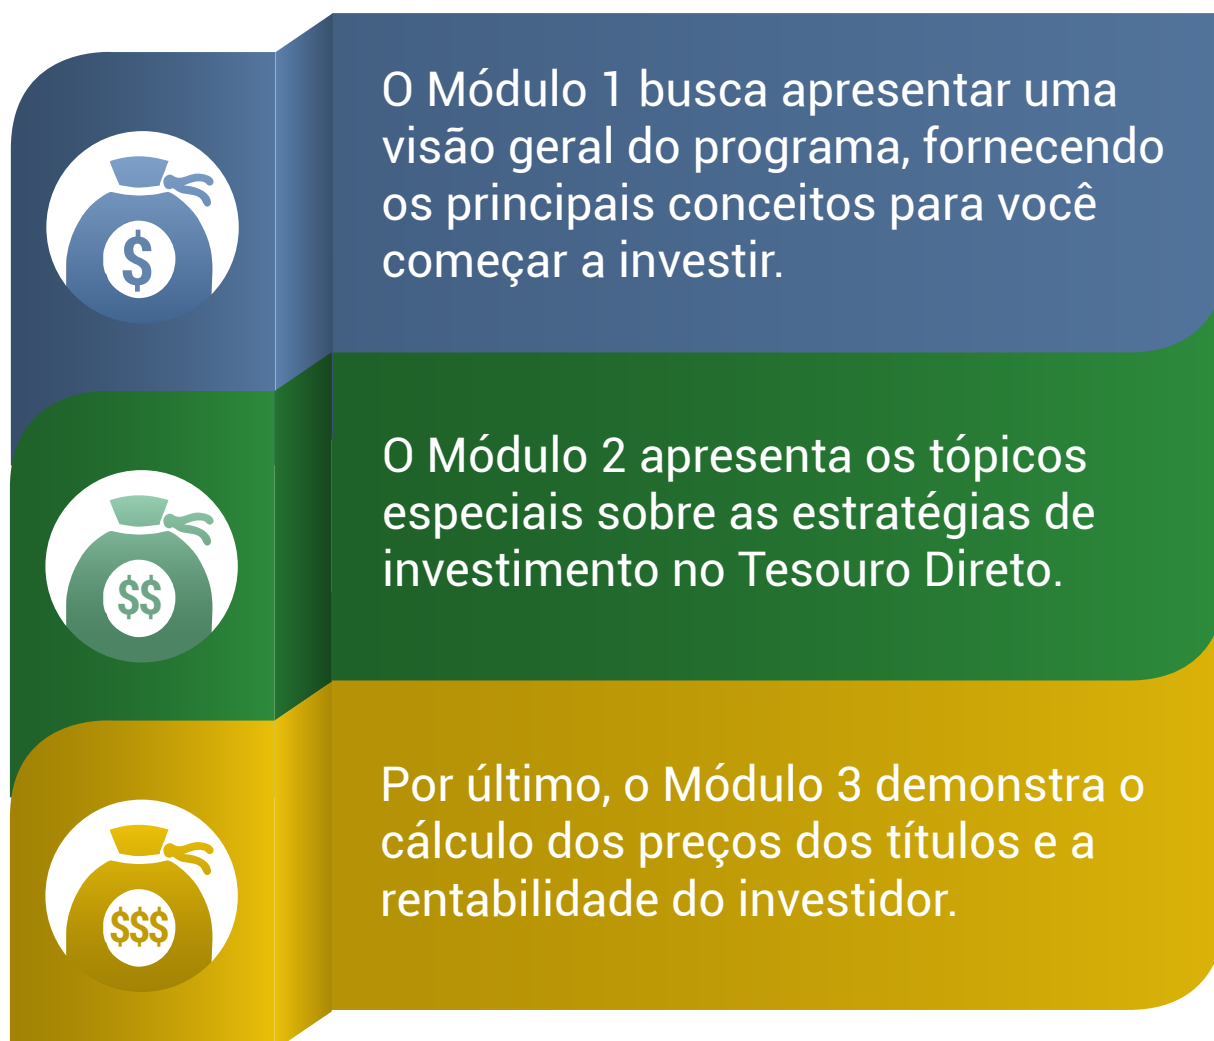 O Módulo 1 busca apresentar uma
visão geral do programa, fornecendo
os principais conceitos para você
começar a investir.
$
O Módulo 2 apresenta os tópicos
especiais sobre as estratégias de
investimento no Tesouro Direto.
$$
Por último, o Módulo 3 demonstra o
cálculo dos preços dos títulos e a
rentabilidade do investidor.
$$$